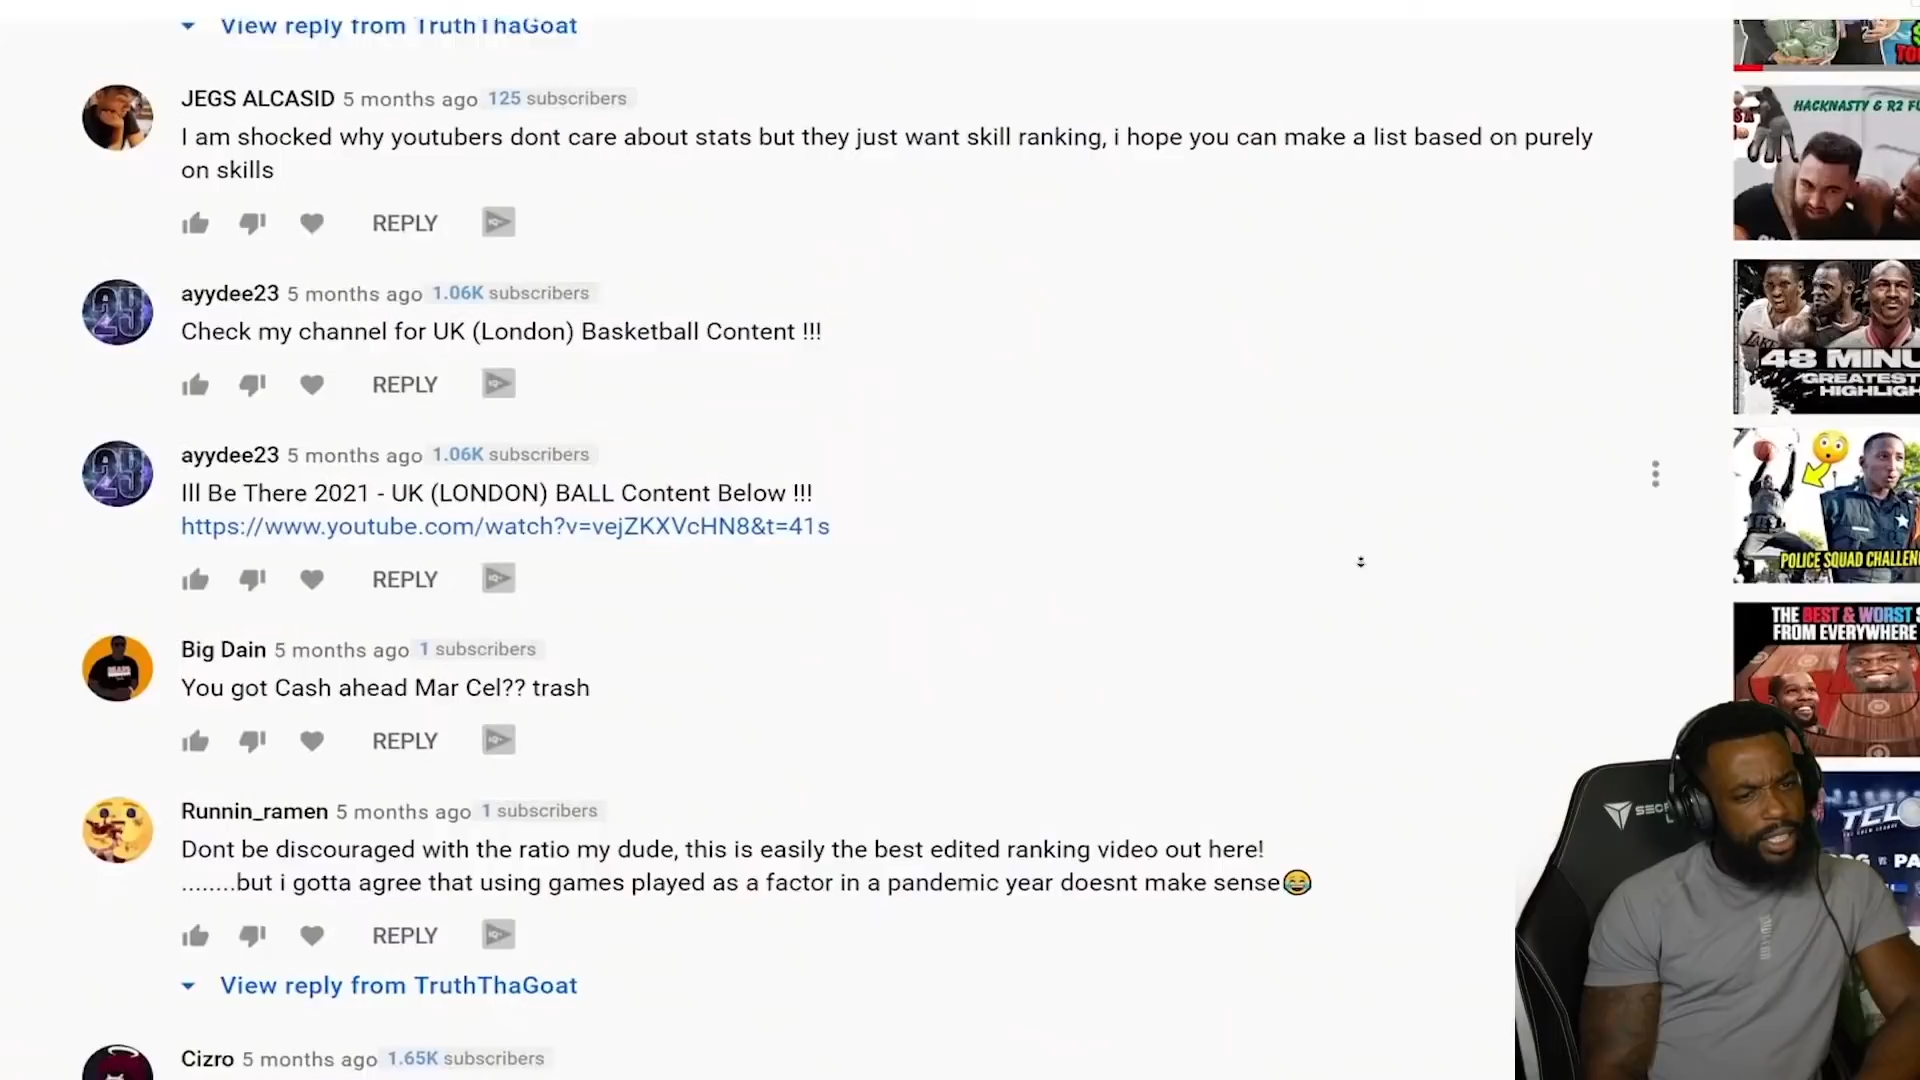 View reply from TruthThaGoat
JEGS ALCASID 5 months ago 125 subscribers
I am shocked why youtubers dont care about stats but they just want skill ranking, i hope you can make a list based on purely
on skills
REPLY
HACKNASTY & R2 FU
ayydee23 5 months ago 1.06K subscribers
Check my channel for UK (London) Basketball Content !!!
REPLY
48 MINU
GREATEST
HIGHLIGH
ayydee23 5 months ago 1.06K subscribers
Ill Be There 2021 - UK (LONDON) BALL Content Below !!!
https://www.youtube.com/watch?v=vejZKXVcHN8&t=41s
REPLY
POLICE SQUAD CHALLEN
Big Dain 5 months ago 1 subscribers
You got Cash ahead Mar Cel?? trash
REPLY
THE BEST & WORST S
FROM EVERYWHERE
Runnin_ramen 5 months ago 1 subscribers
Dont be discouraged with the ratio my dude, this is easily the best edited ranking video out here!
........but i gotta agree that using games played as a factor in a pandemic year doesnt make sense😂
REPLY
View reply from TruthThaGoat
TCL
PA
Cizro 5 months ago 1.65K subscribers